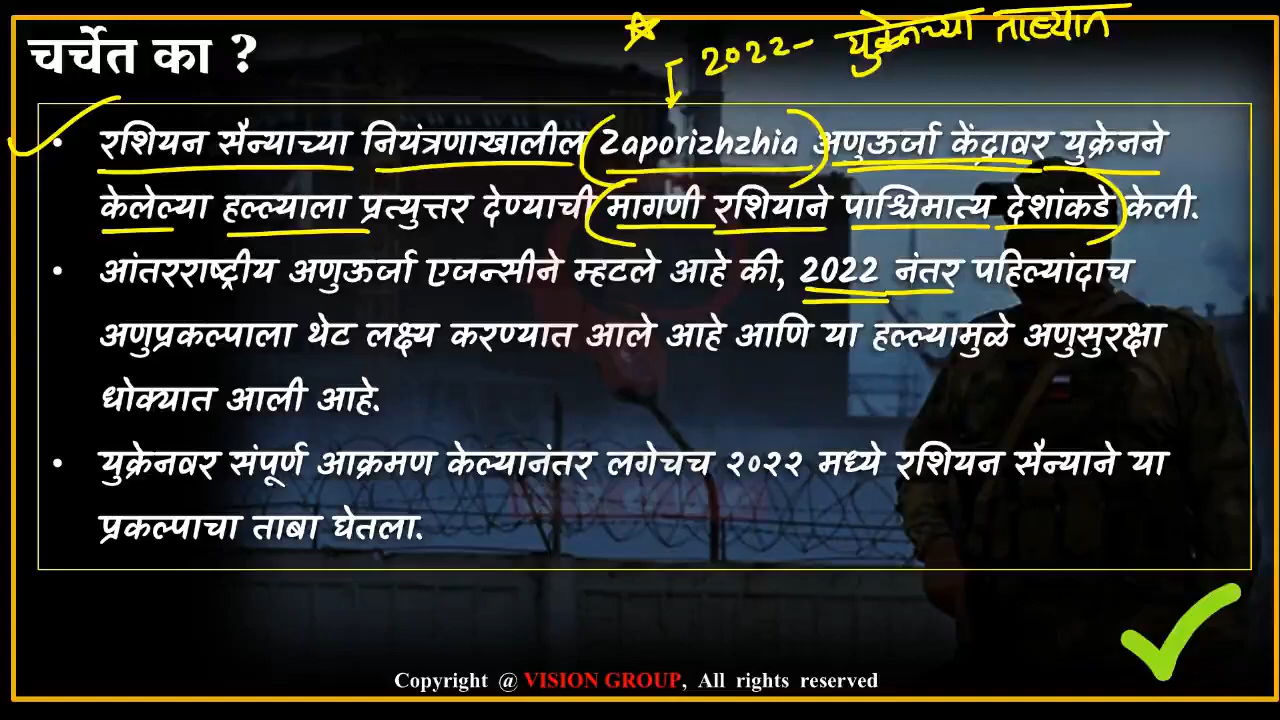 २०२२- युक्रेनच्या ताब्यात
चर्चेत का ?
• रशियन सैन्याच्या नियंत्रणाखालील Zaporizhzhia अणुऊर्जा केंद्रावर युक्रेनने
केलेल्या हल्ल्याला प्रत्युत्तर देण्याची मागणी रशियाने पाश्चिमात्य देशांकडे केली.
• आंतरराष्ट्रीय अणुऊर्जा एजन्सीने म्हटले आहे की, 2022 नंतर पहिल्यांदाच
अणुप्रकल्पाला थेट लक्ष्य करण्यात आले आहे आणि या हल्ल्यामुळे अणुसुरक्षा
धोक्यात आली आहे.
• युक्रेनवर संपूर्ण आक्रमण केल्यानंतर लगेचच २०२२ मध्ये रशियन सैन्याने या
प्रकल्पाचा ताबा घेतला.
Copyright @ VISION GROUP, All rights reserved